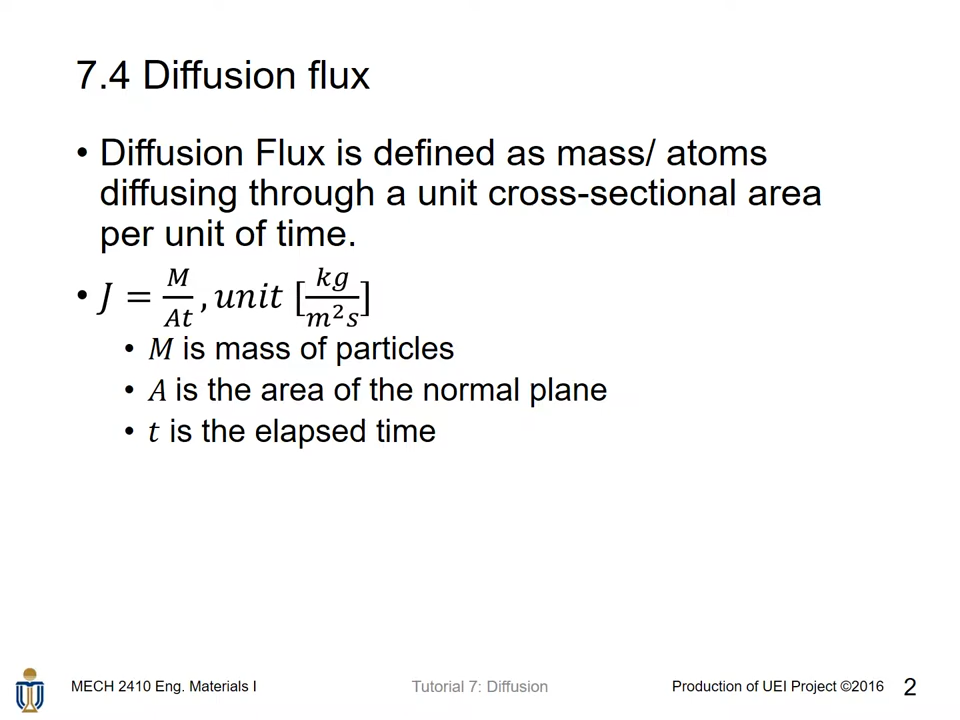 7.4 Diffusion flux
• Diffusion Flux is defined as mass/ atoms
diffusing through a unit cross-sectional area
per unit of time.
• J = M/At , unit [kg/m²s]
• M is mass of particles
• A is the area of the normal plane
• t is the elapsed time
MECH 2410 Eng. Materials I Tutorial 7: Diffusion Production of UEI Project ©2016 2